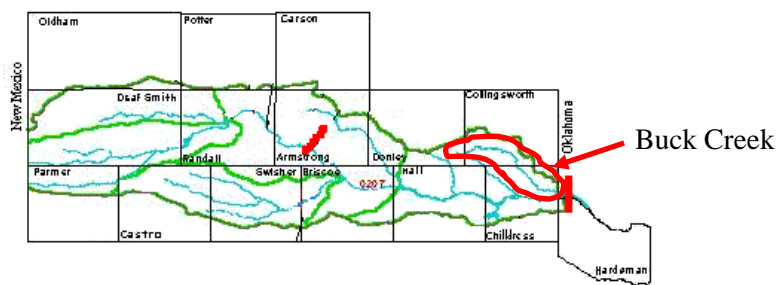 Oldham
Potter
Carson
New Mexico
Deaf Smith
Collingsworth
Oklahoma
Buck Creek
Randall
Armstrong
Donley
Parmer
Swisher
Briscoe
0207
Hall
Castro
Childress
Hardeman